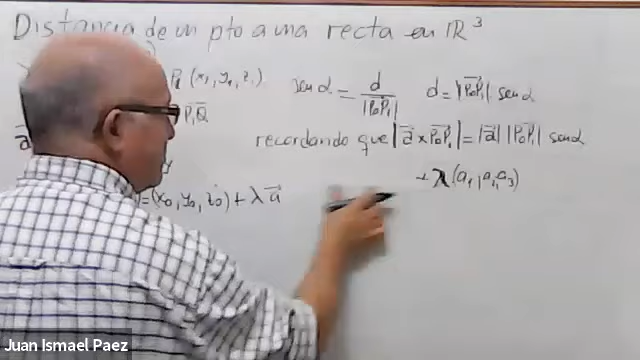 Distancia de un pto a una recta en ℝ³
P₁ (x₁, y₁, z₁)
sen α = d / |P₀P₁|
d = |P₀P₁| sen α
P₁Q
recordando que |a⃗ × P₀P₁| = |a⃗| |P₀P₁| sen α
+ λ(a₁, a₂, a₃)
= (x₀, y₀, z₀) + λ a⃗
Juan Ismael Paez